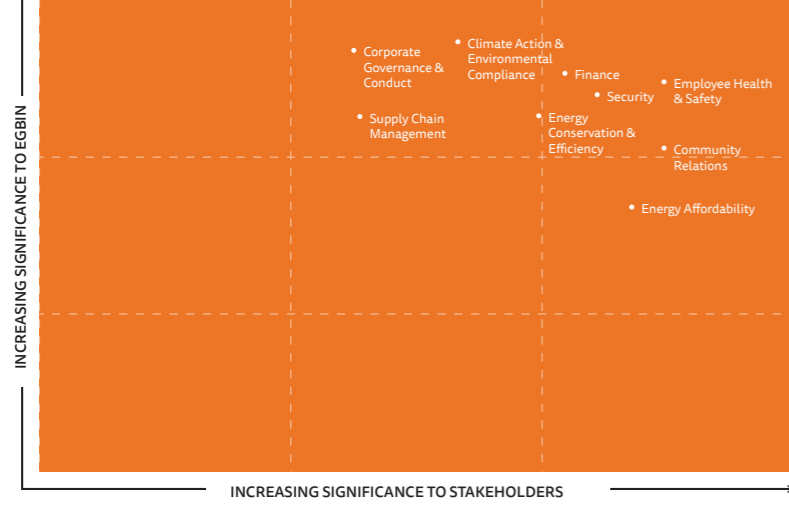 INCREASING SIGNIFICANCE TO EGBIN
Corporate
Governance &
Conduct
Climate Action &
Environmental
Compliance
Finance
Security
Employee Health
& Safety
Supply Chain
Management
Energy
Conservation &
Efficiency
Community
Relations
Energy Affordability
INCREASING SIGNIFICANCE TO STAKEHOLDERS